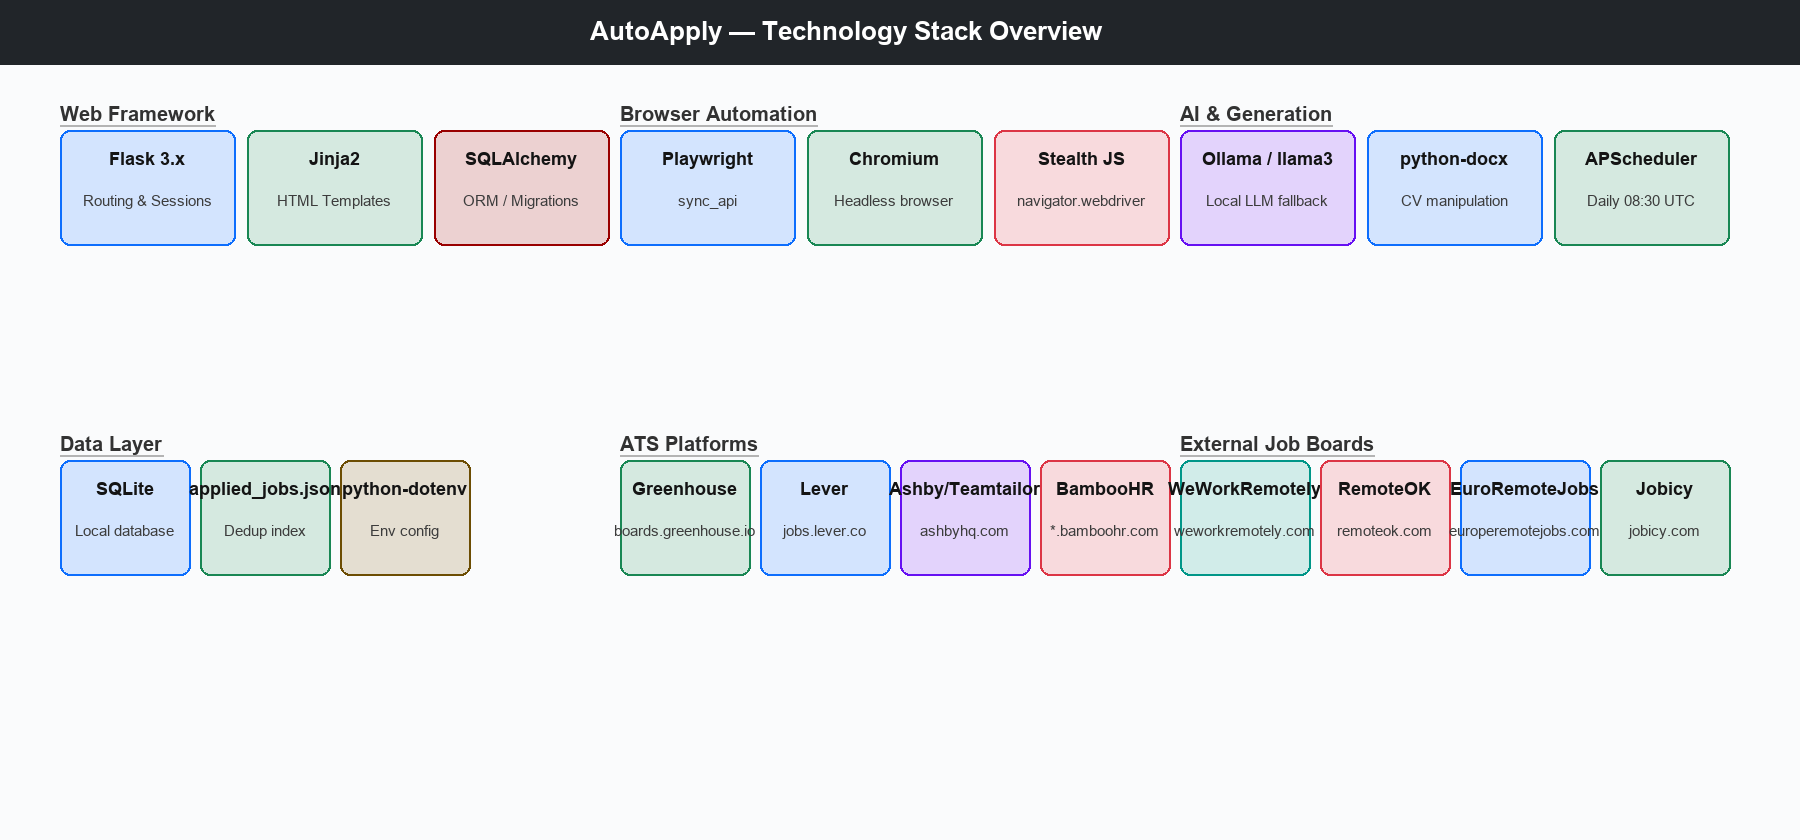 AutoApply — Technology Stack Overview
Web Framework
Flask 3.x
Routing & Sessions
Jinja2
HTML Templates
SQLAlchemy
ORM / Migrations
Browser Automation
Playwright
sync_api
Chromium
Headless browser
Stealth JS
navigator.webdriver
AI & Generation
Ollama / llama3
Local LLM fallback
python-docx
CV manipulation
APScheduler
Daily 08:30 UTC
Data Layer
SQLite
Local database
applied_jobs.json
Dedup index
python-dotenv
Env config
ATS Platforms
Greenhouse
boards.greenhouse.io
Lever
jobs.lever.co
Ashby/Teamtailor
ashbyhq.com
BambooHR
*.bamboohr.com
External Job Boards
WeWorkRemotely
weworkremotely.com
RemoteOK
remoteok.com
EuroRemoteJobs
europeremotejobs.com
Jobicy
jobicy.com